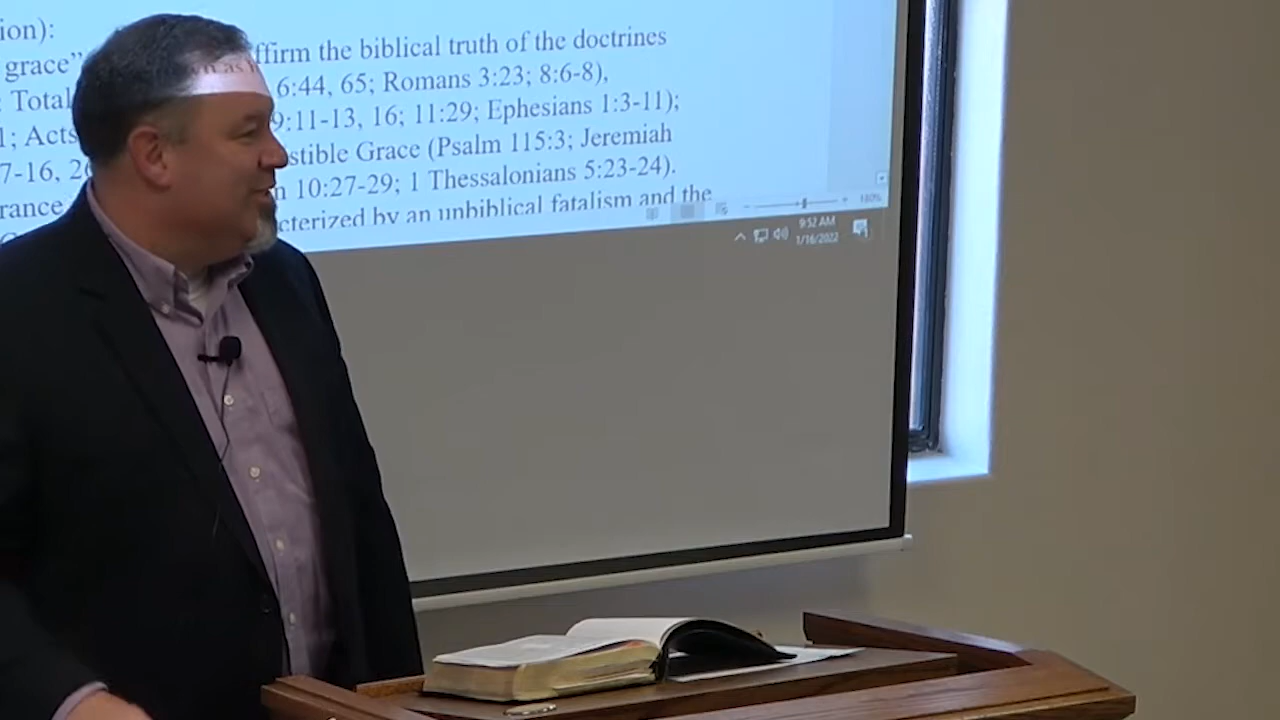 ion):
grace” ffirm the biblical truth of the doctrines
: Total 6:44, 65; Romans 3:23; 8:6-8),
1; Acts 9:11-13, 16; 11:29; Ephesians 1:3-11);
7-16, 2 stible Grace (Psalm 115:3; Jeremiah
rance n 10:27-29; 1 Thessalonians 5:23-24).
cterized by an unbiblical fatalism and the
180%
9:52 AM
1/16/2022